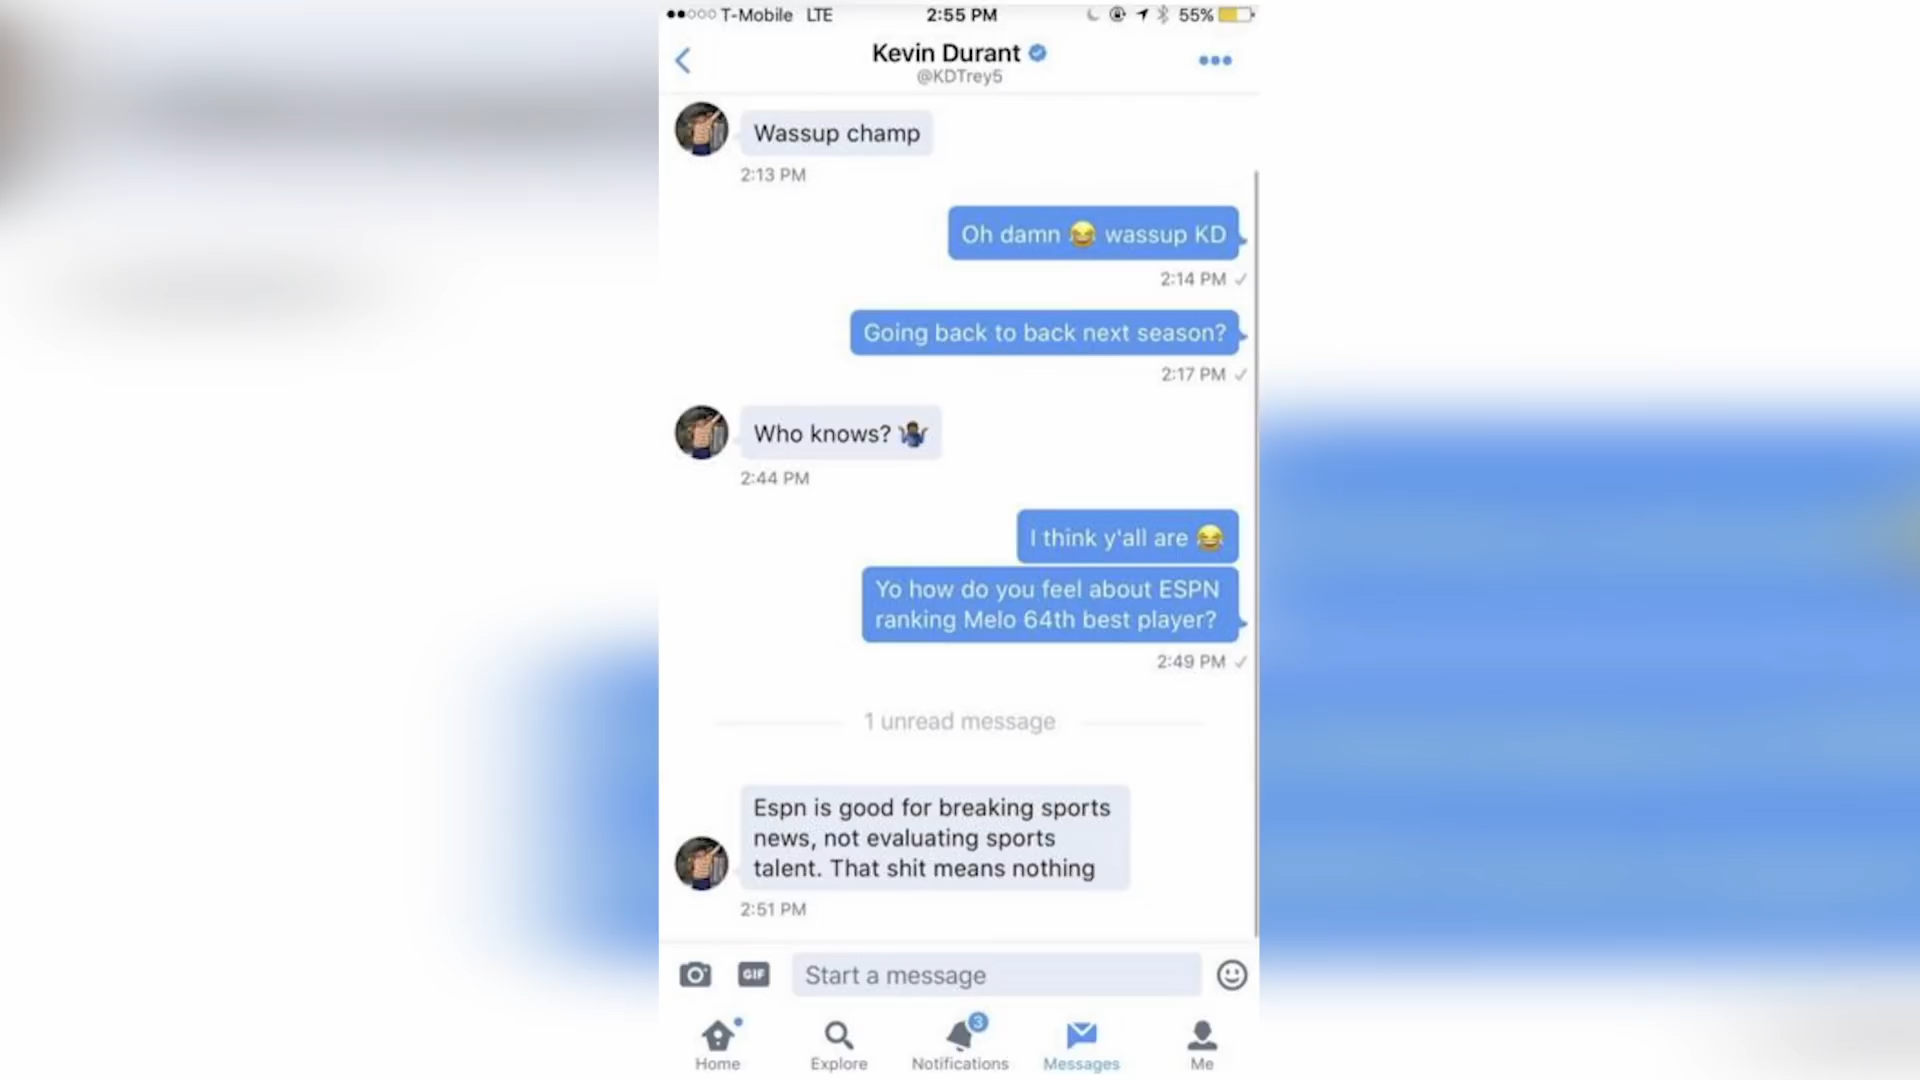 T-Mobile LTE 2:55 PM 55%
Kevin Durant
@KDTrey5
Wassup champ
2:13 PM
Oh damn 😂 wassup KD
2:14 PM ✓
Going back to back next season?
2:17 PM ✓
Who knows? 🤷🏿‍♂️
2:44 PM
I think y'all are 😂
Yo how do you feel about ESPN
ranking Melo 64th best player?
2:49 PM ✓
1 unread message
Espn is good for breaking sports
news, not evaluating sports
talent. That shit means nothing
2:51 PM
GIF Start a message
3
Home Explore Notifications Messages Me